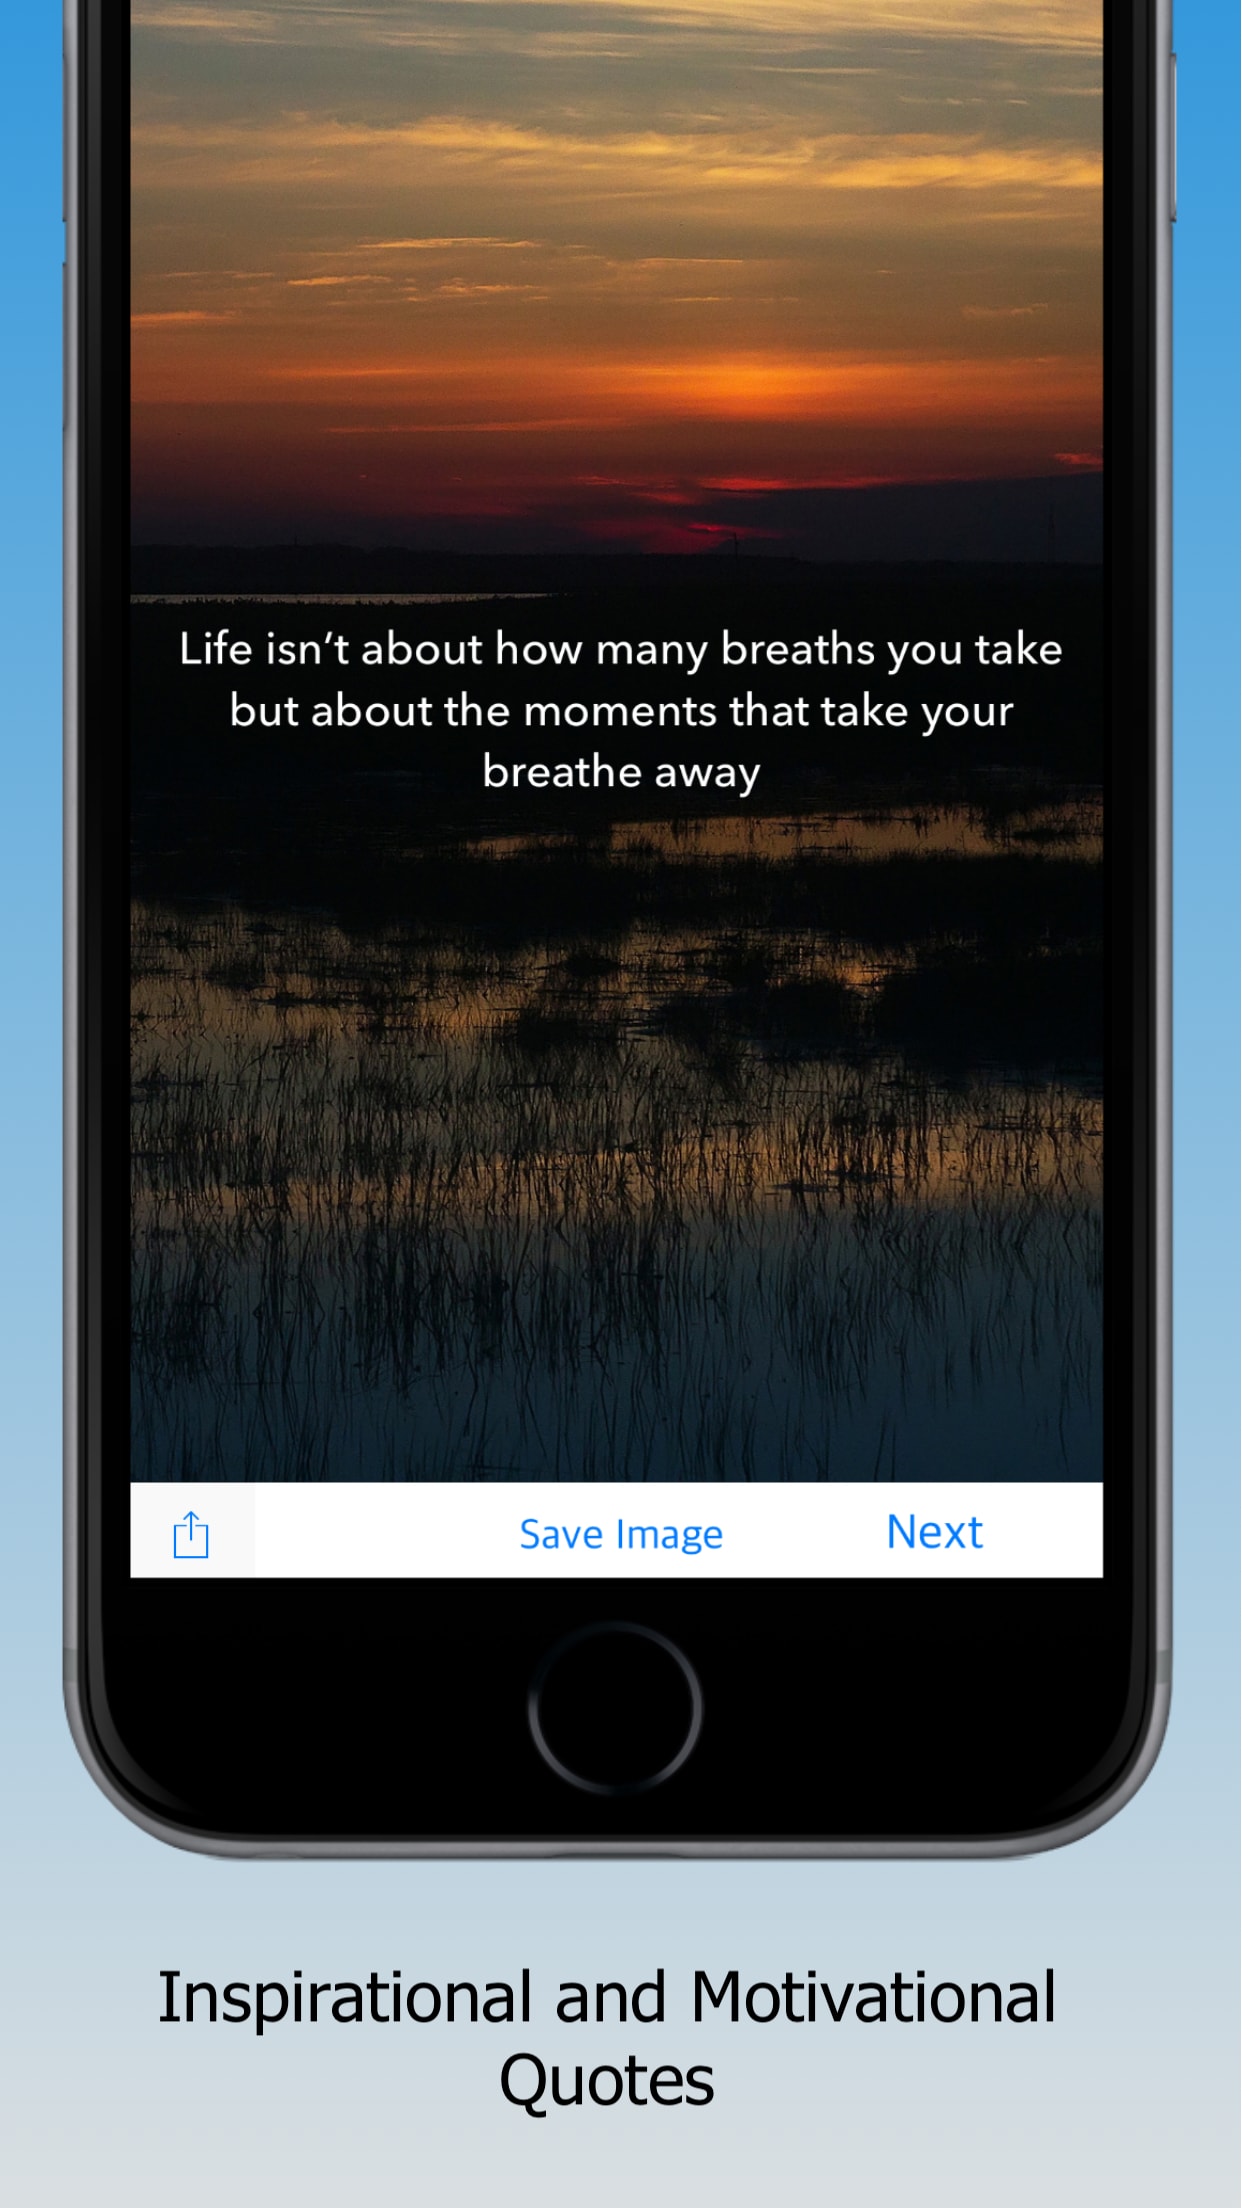 Life isn’t about how many breaths you take
but about the moments that take your
breathe away
Save Image
Next
Inspirational and Motivational
Quotes